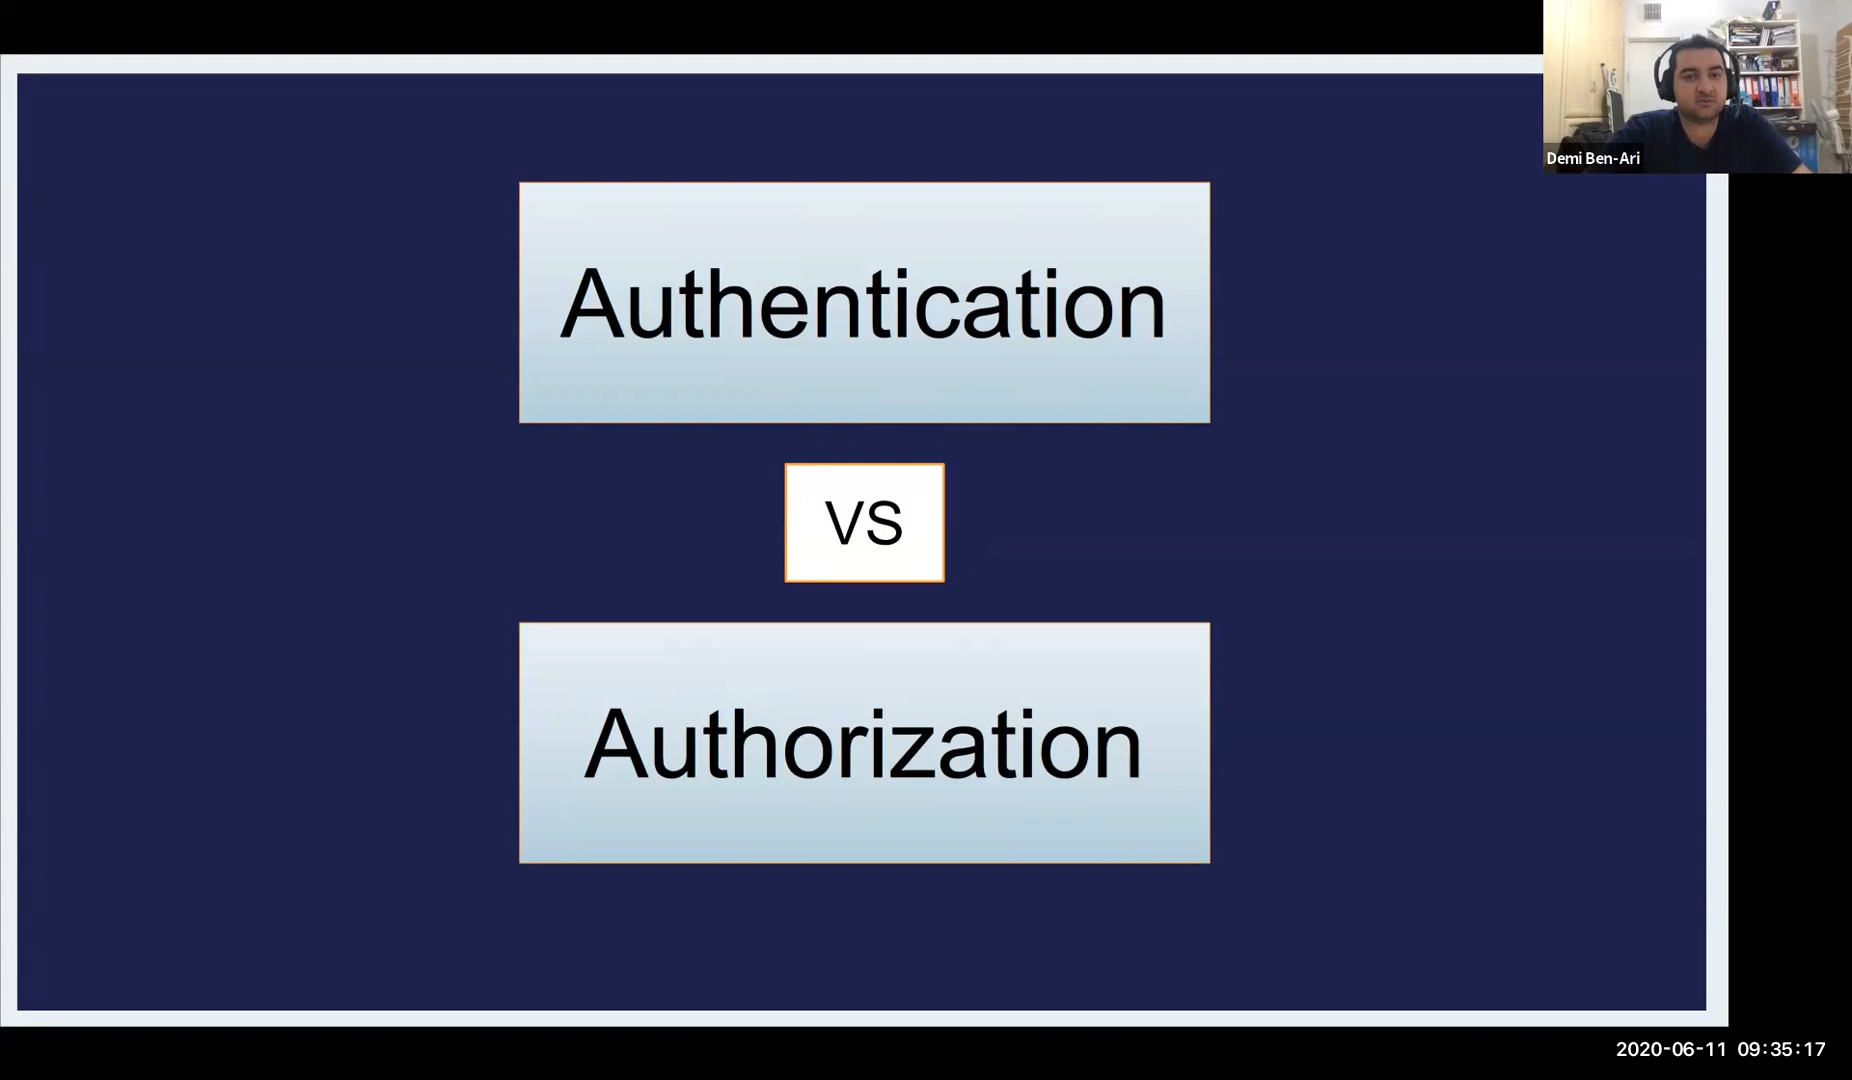 Demi Ben-Ari
Authentication
VS
Authorization
2020-06-11 09:35:17